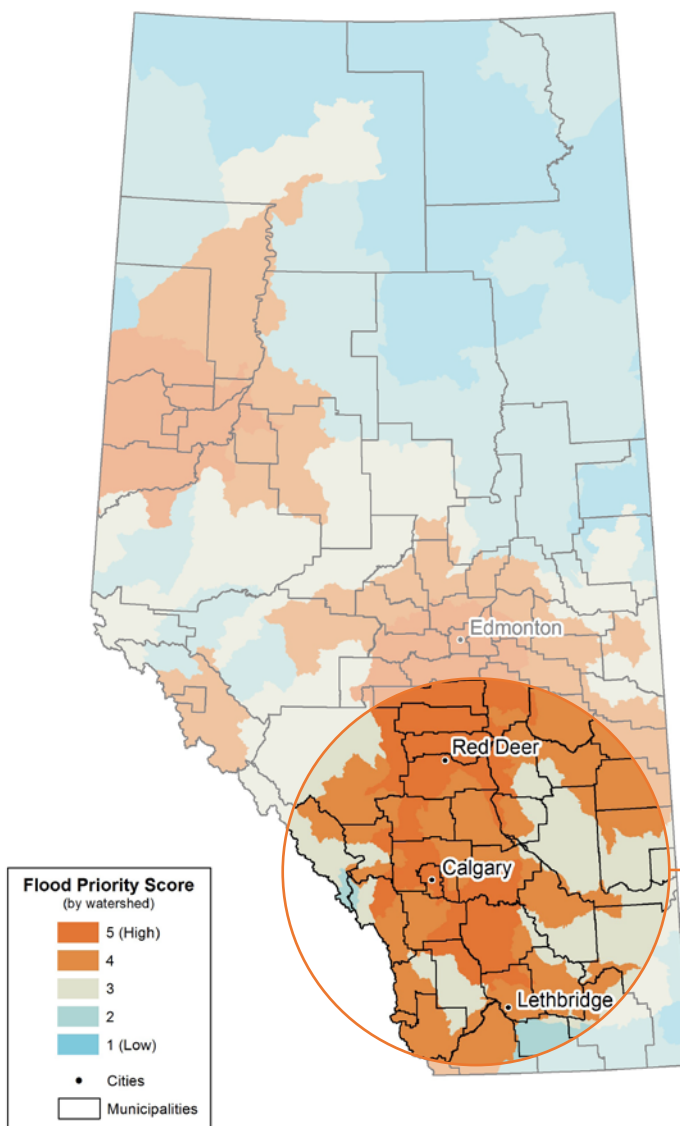 Edmonton
Red Deer
Calgary
Lethbridge
Flood Priority Score
(by watershed)
5 (High)
4
3
2
1 (Low)
Cities
Municipalities